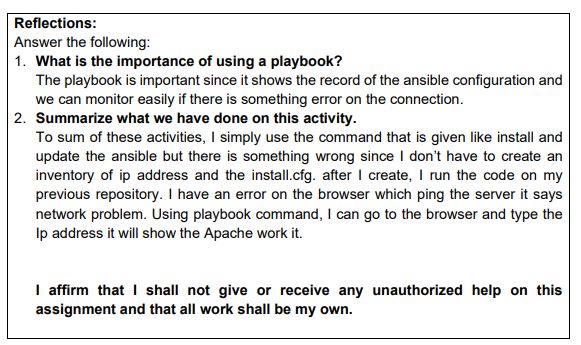 Reflections:
Answer the following:
1. What is the importance of using a playbook?
The playbook is important since it shows the record of the ansible configuration and
we can monitor easily if there is something error on the connection.
2. Summarize what we have done on this activity.
To sum of these activities, I simply use the command that is given like install and
update the ansible but there is something wrong since I don't have to create an
inventory of ip address and the install.cfg. after I create, I run the code on my
previous repository. I have an error on the browser which ping the server it says
network problem. Using playbook command, I can go to the browser and type the
Ip address it will show the Apache work it.
I affirm that I shall not give or receive any unauthorized help on this
assignment and that all work shall be my own.